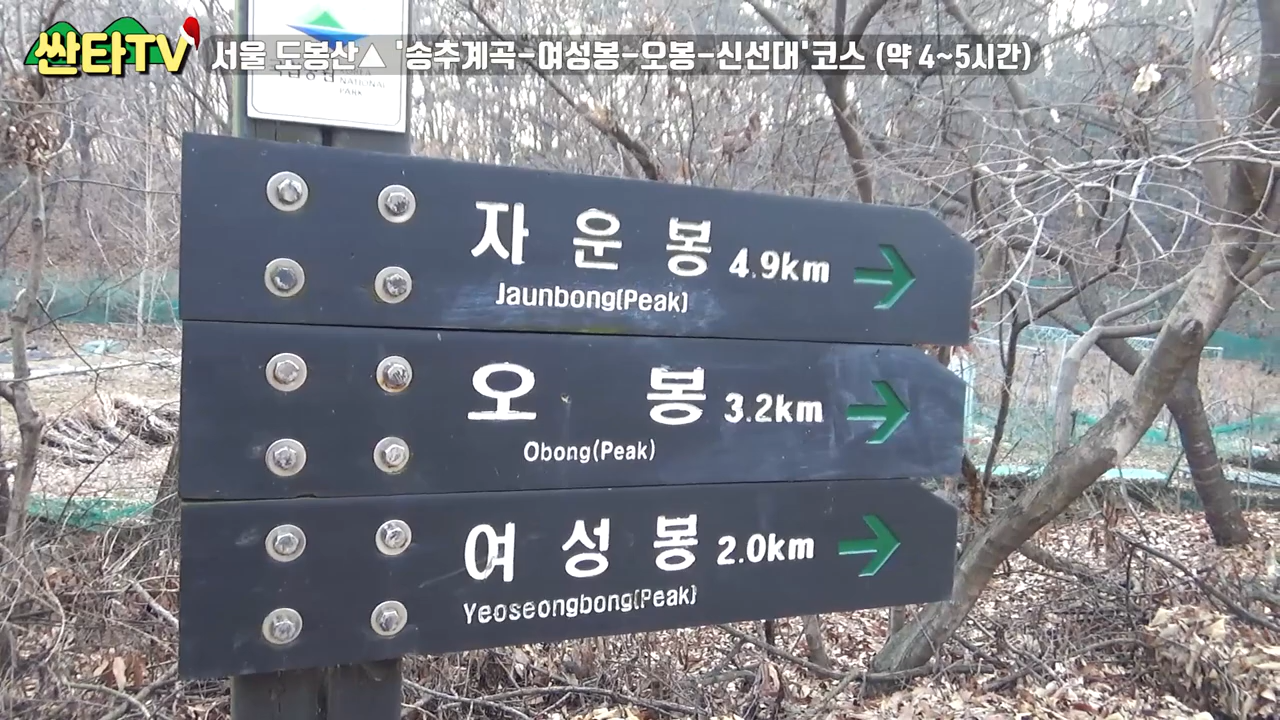 싼타TV
서울 도봉산▲ '송추계곡-여성봉-오봉-신선대' 코스 (약 4~5시간)
NATIONAL
PARK
자운봉 4.9km →
Jaunbong(Peak)
오봉 3.2km →
Obong(Peak)
여성봉 2.0km →
Yeoseongbong(Peak)